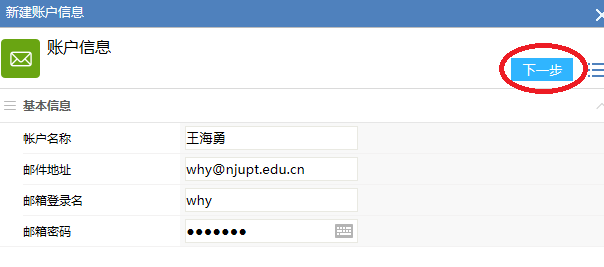 新建账户信息
账户信息
下一步
基本信息
帐户名称 王海勇
邮件地址 why@njupt.edu.cn
邮箱登录名 why
邮箱密码 ●●●●●●●